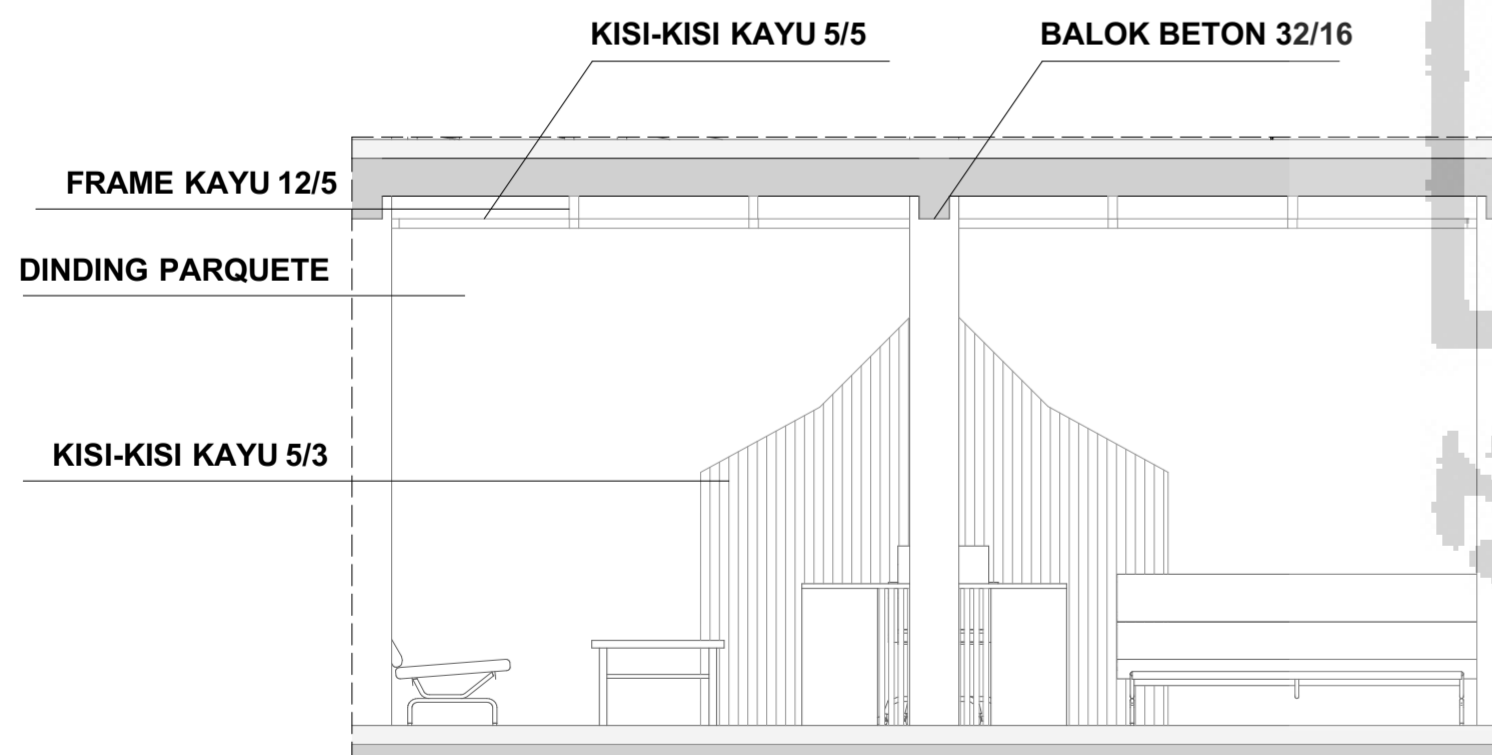 KISI-KISI KAYU 5/5
BALOK BETON 32/16
FRAME KAYU 12/5
DINDING PARQUETE
KISI-KISI KAYU 5/3